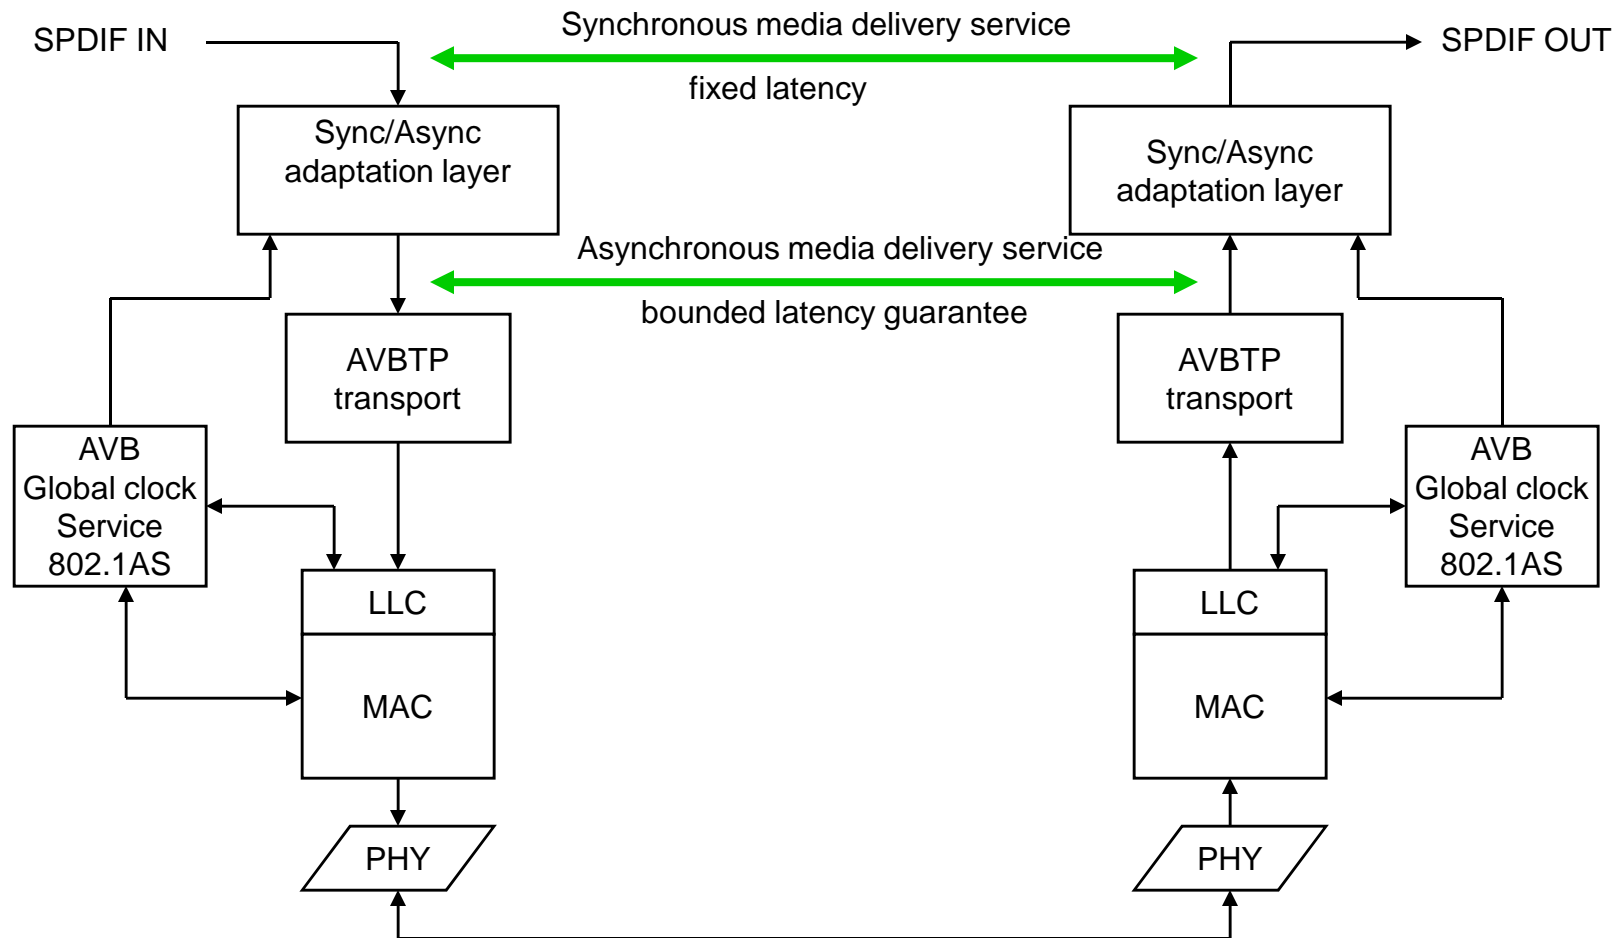 SPDIF IN
Synchronous media delivery service
SPDIF OUT
fixed latency
Sync/Async
adaptation layer
Sync/Async
adaptation layer
Asynchronous media delivery service
bounded latency guarantee
AVBTP
transport
AVBTP
transport
AVB
Global clock
Service
802.1AS
AVB
Global clock
Service
802.1AS
LLC
LLC
MAC
MAC
PHY
PHY